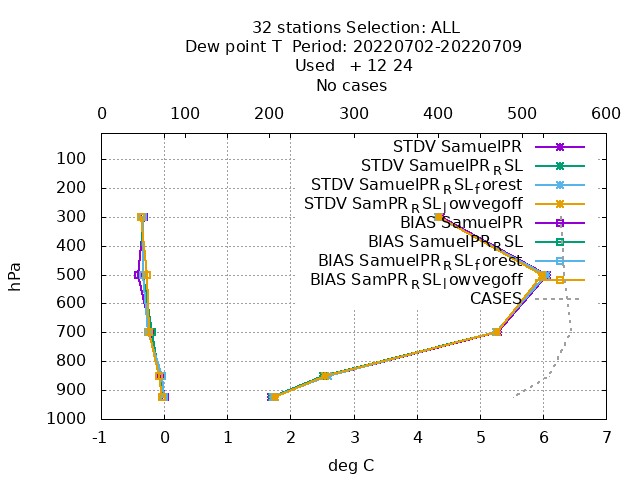 32 stations Selection: ALL
Dew point T  Period: 20220702-20220709
Used   + 12 24
No cases
0 100 200 300 400 500 600
STDV SamuelPR
STDV SamuelPR_RSL
STDV SamuelPR_RSL_forest
STDV SamPR_RSL_lowvegoff
BIAS SamuelPR
BIAS SamuelPR_RSL
BIAS SamuelPR_RSL_forest
BIAS SamPR_RSL_lowvegoff
CASES
hPa
100
200
300
400
500
600
700
800
900
1000
-1 0 1 2 3 4 5 6 7
deg C